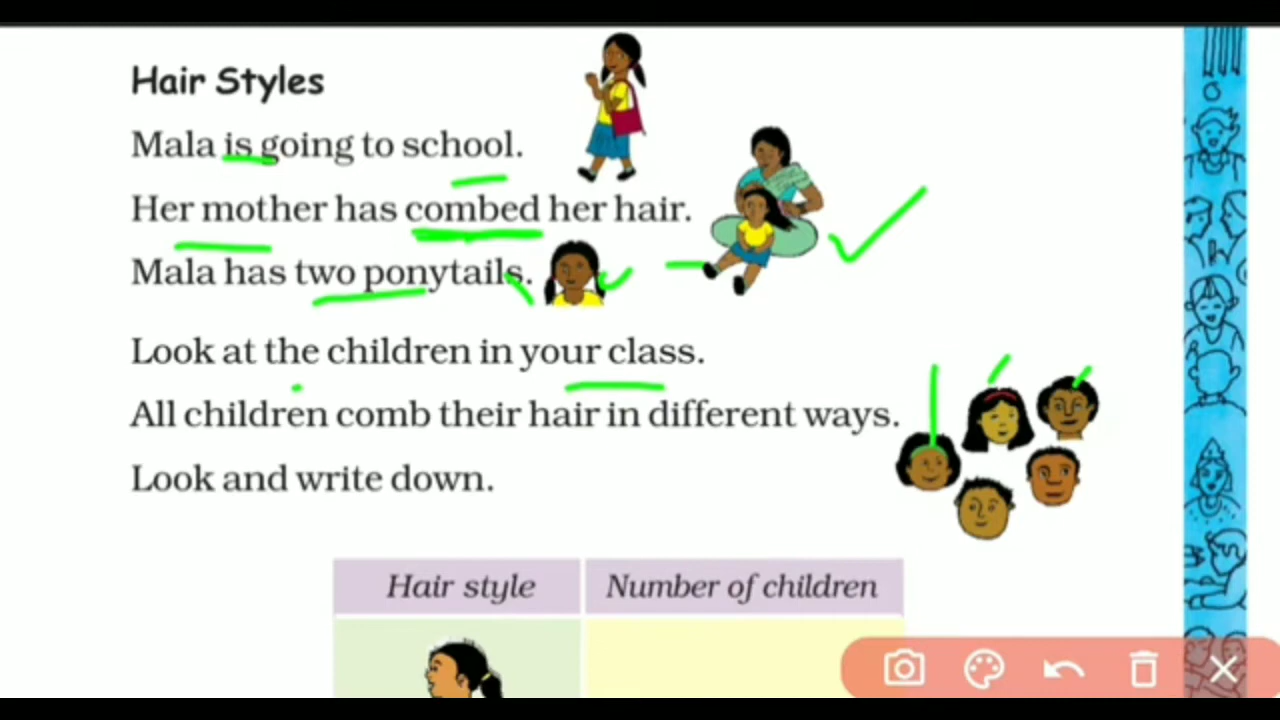 Hair Styles
Mala is going to school.
Her mother has combed her hair.
Mala has two ponytails.
Look at the children in your class.
All children comb their hair in different ways.
Look and write down.
Hair style
Number of children